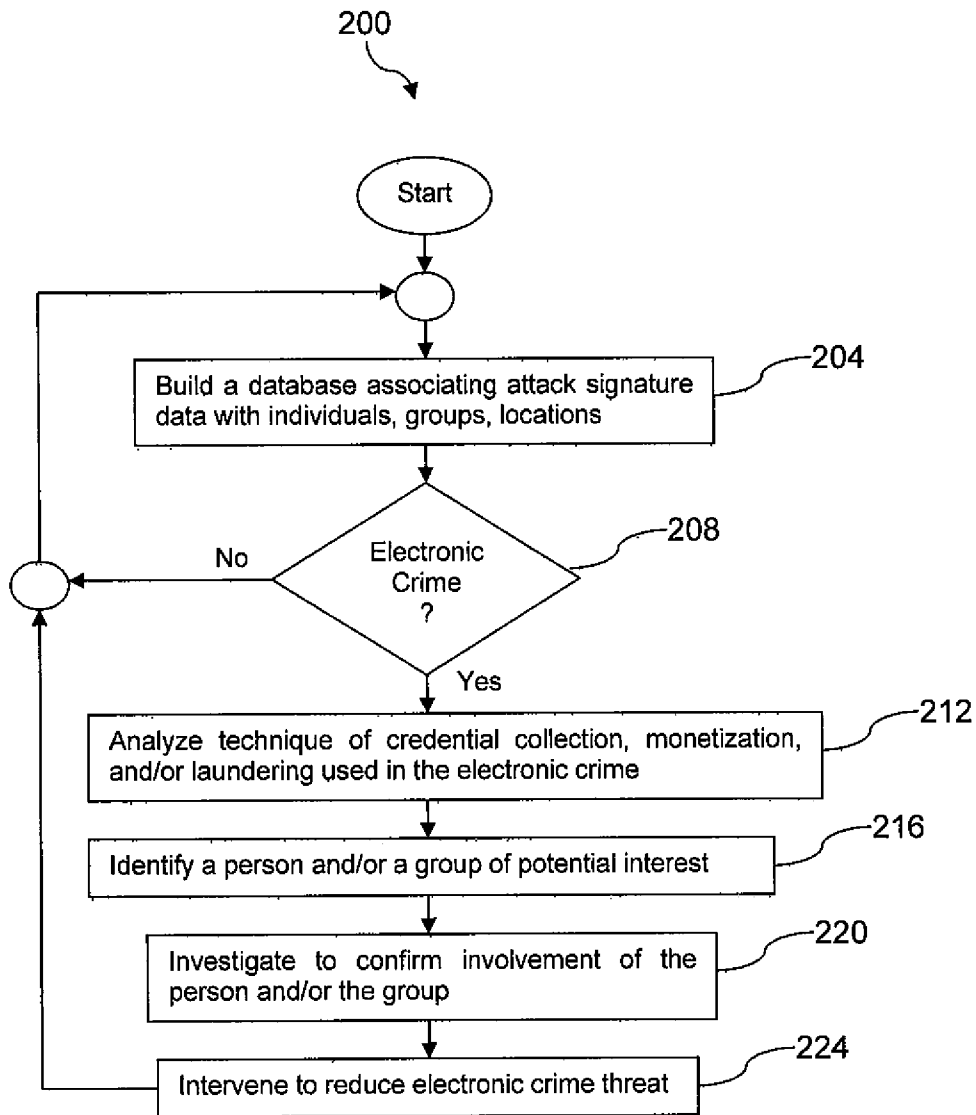 200
Start
Build a database associating attack signature
data with individuals, groups, locations
204
Electronic
Crime
?
208
No
Yes
Analyze technique of credential collection, monetization,
and/or laundering used in the electronic crime
212
Identify a person and/or a group of potential interest
216
Investigate to confirm involvement of the
person and/or the group
220
Intervene to reduce electronic crime threat
224